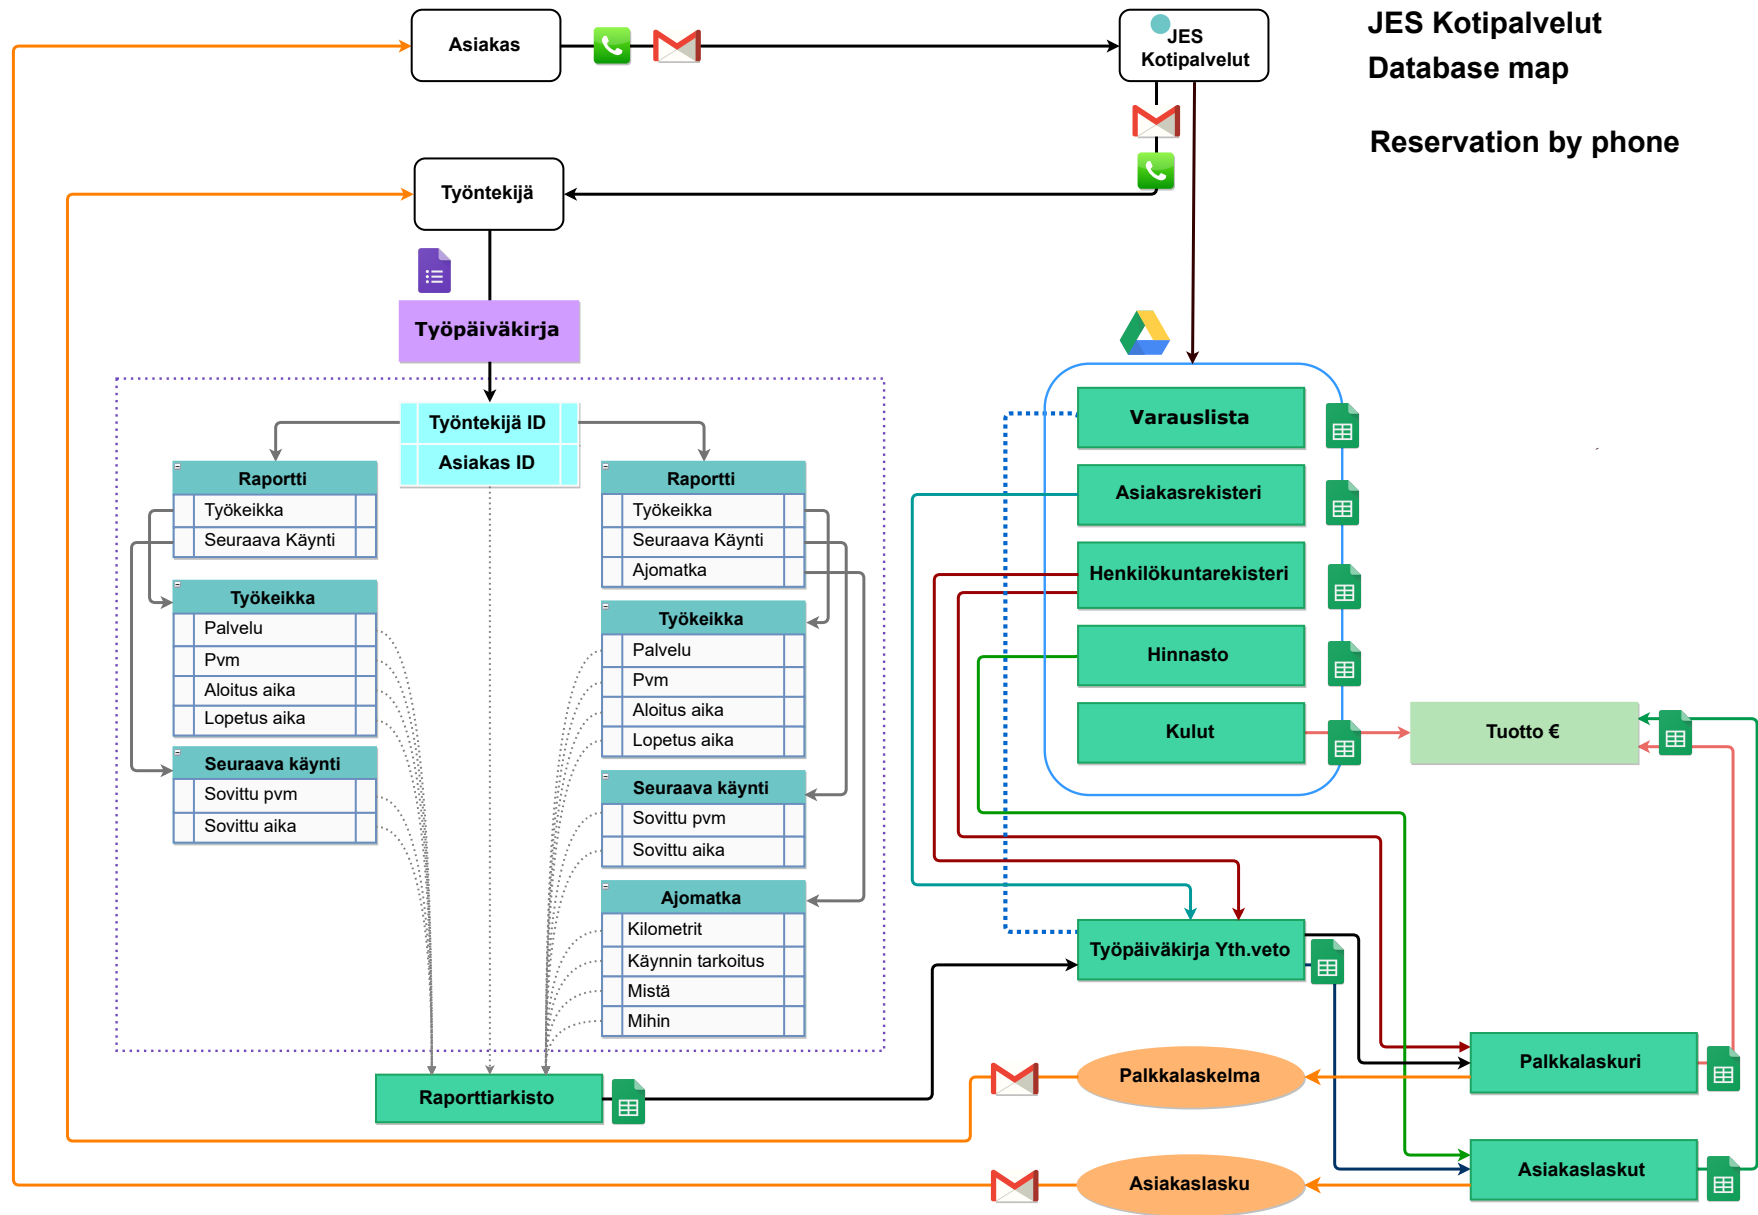 JES Kotipalvelut
Database map
Reservation by phone
Asiakas
JES
Kotipalvelut
Työntekijä
Työpäiväkirja
Työntekijä ID
Asiakas ID
Raportti
Työkeikka
Seuraava Käynti
Työkeikka
Palvelu
Pvm
Aloitus aika
Lopetus aika
Seuraava käynti
Sovittu pvm
Sovittu aika
Raportti
Työkeikka
Seuraava Käynti
Ajomatka
Työkeikka
Palvelu
Pvm
Aloitus aika
Lopetus aika
Seuraava käynti
Sovittu pvm
Sovittu aika
Ajomatka
Kilometrit
Käynnin tarkoitus
Mistä
Mihin
Raporttiarkisto
Varauslista
Asiakasrekisteri
Henkilökuntarekisteri
Hinnasto
Kulut
Tuotto €
Työpäiväkirja Yth.veto
Palkkalaskelma
Palkkalaskuri
Asiakaslasku
Asiakaslaskut